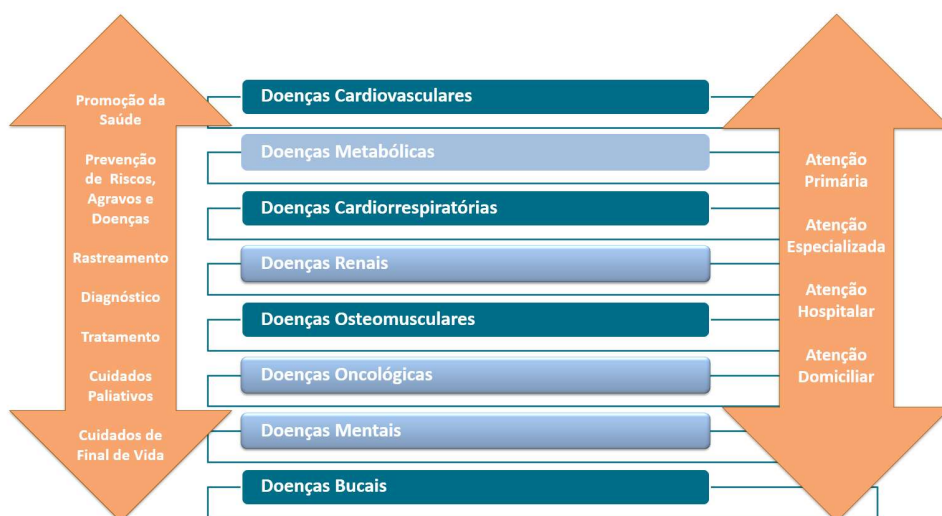 Promoção da
Saúde
Prevenção
de Riscos,
Agravos e
Doenças
Rastreamento
Diagnóstico
Tratamento
Cuidados
Paliativos
Cuidados de
Final de Vida
Doenças Cardiovasculares
Doenças Metabólicas
Doenças Cardiorrespiratórias
Doenças Renais
Doenças Osteomusculares
Doenças Oncológicas
Doenças Mentais
Doenças Bucais
Atenção
Primária
Atenção
Especializada
Atenção
Hospitalar
Atenção
Domiciliar